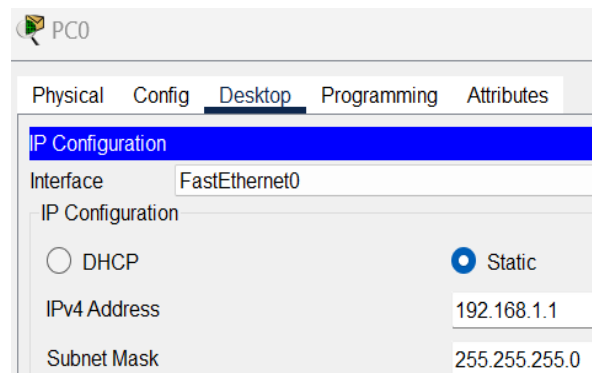 PC0
Physical Config Desktop Programming Attributes
IP Configuration
Interface FastEthernet0
IP Configuration
DHCP Static
IPv4 Address 192.168.1.1
Subnet Mask 255.255.255.0